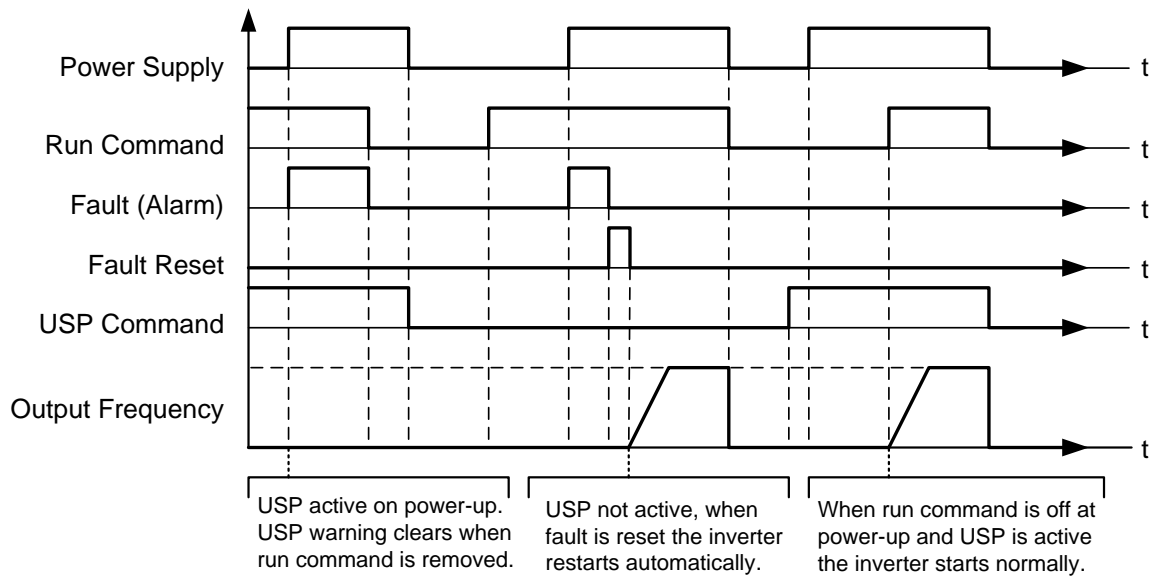 Power Supply
t
Run Command
t
Fault (Alarm)
t
Fault Reset
t
USP Command
t
Output Frequency
t
USP active on power-up.
USP warning clears when
run command is removed.
USP not active, when
fault is reset the inverter
restarts automatically.
When run command is off at
power-up and USP is active
the inverter starts normally.